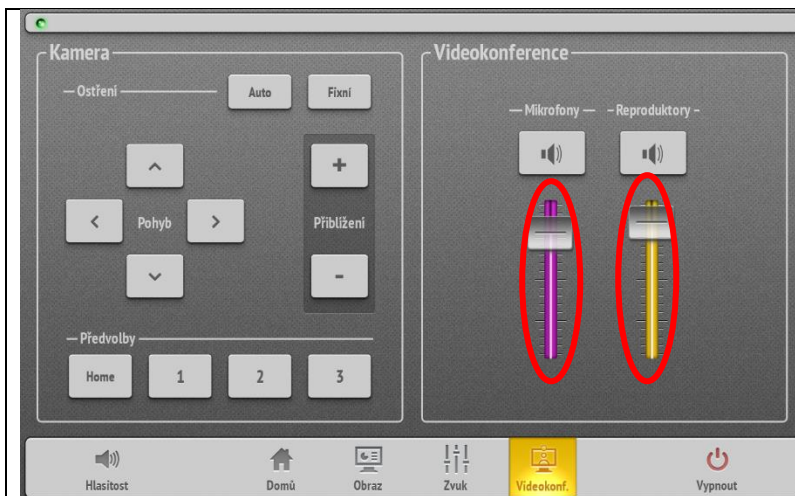 Kamera
Ostření
Auto
Fixní
Pohyb
+
Přiblížení
-
Předvolby
Home
1
2
3
Videokonference
Mikrofony
Reproduktory
Hlasitost
Domů
Obraz
Zvuk
Videokonf.
Vypnout